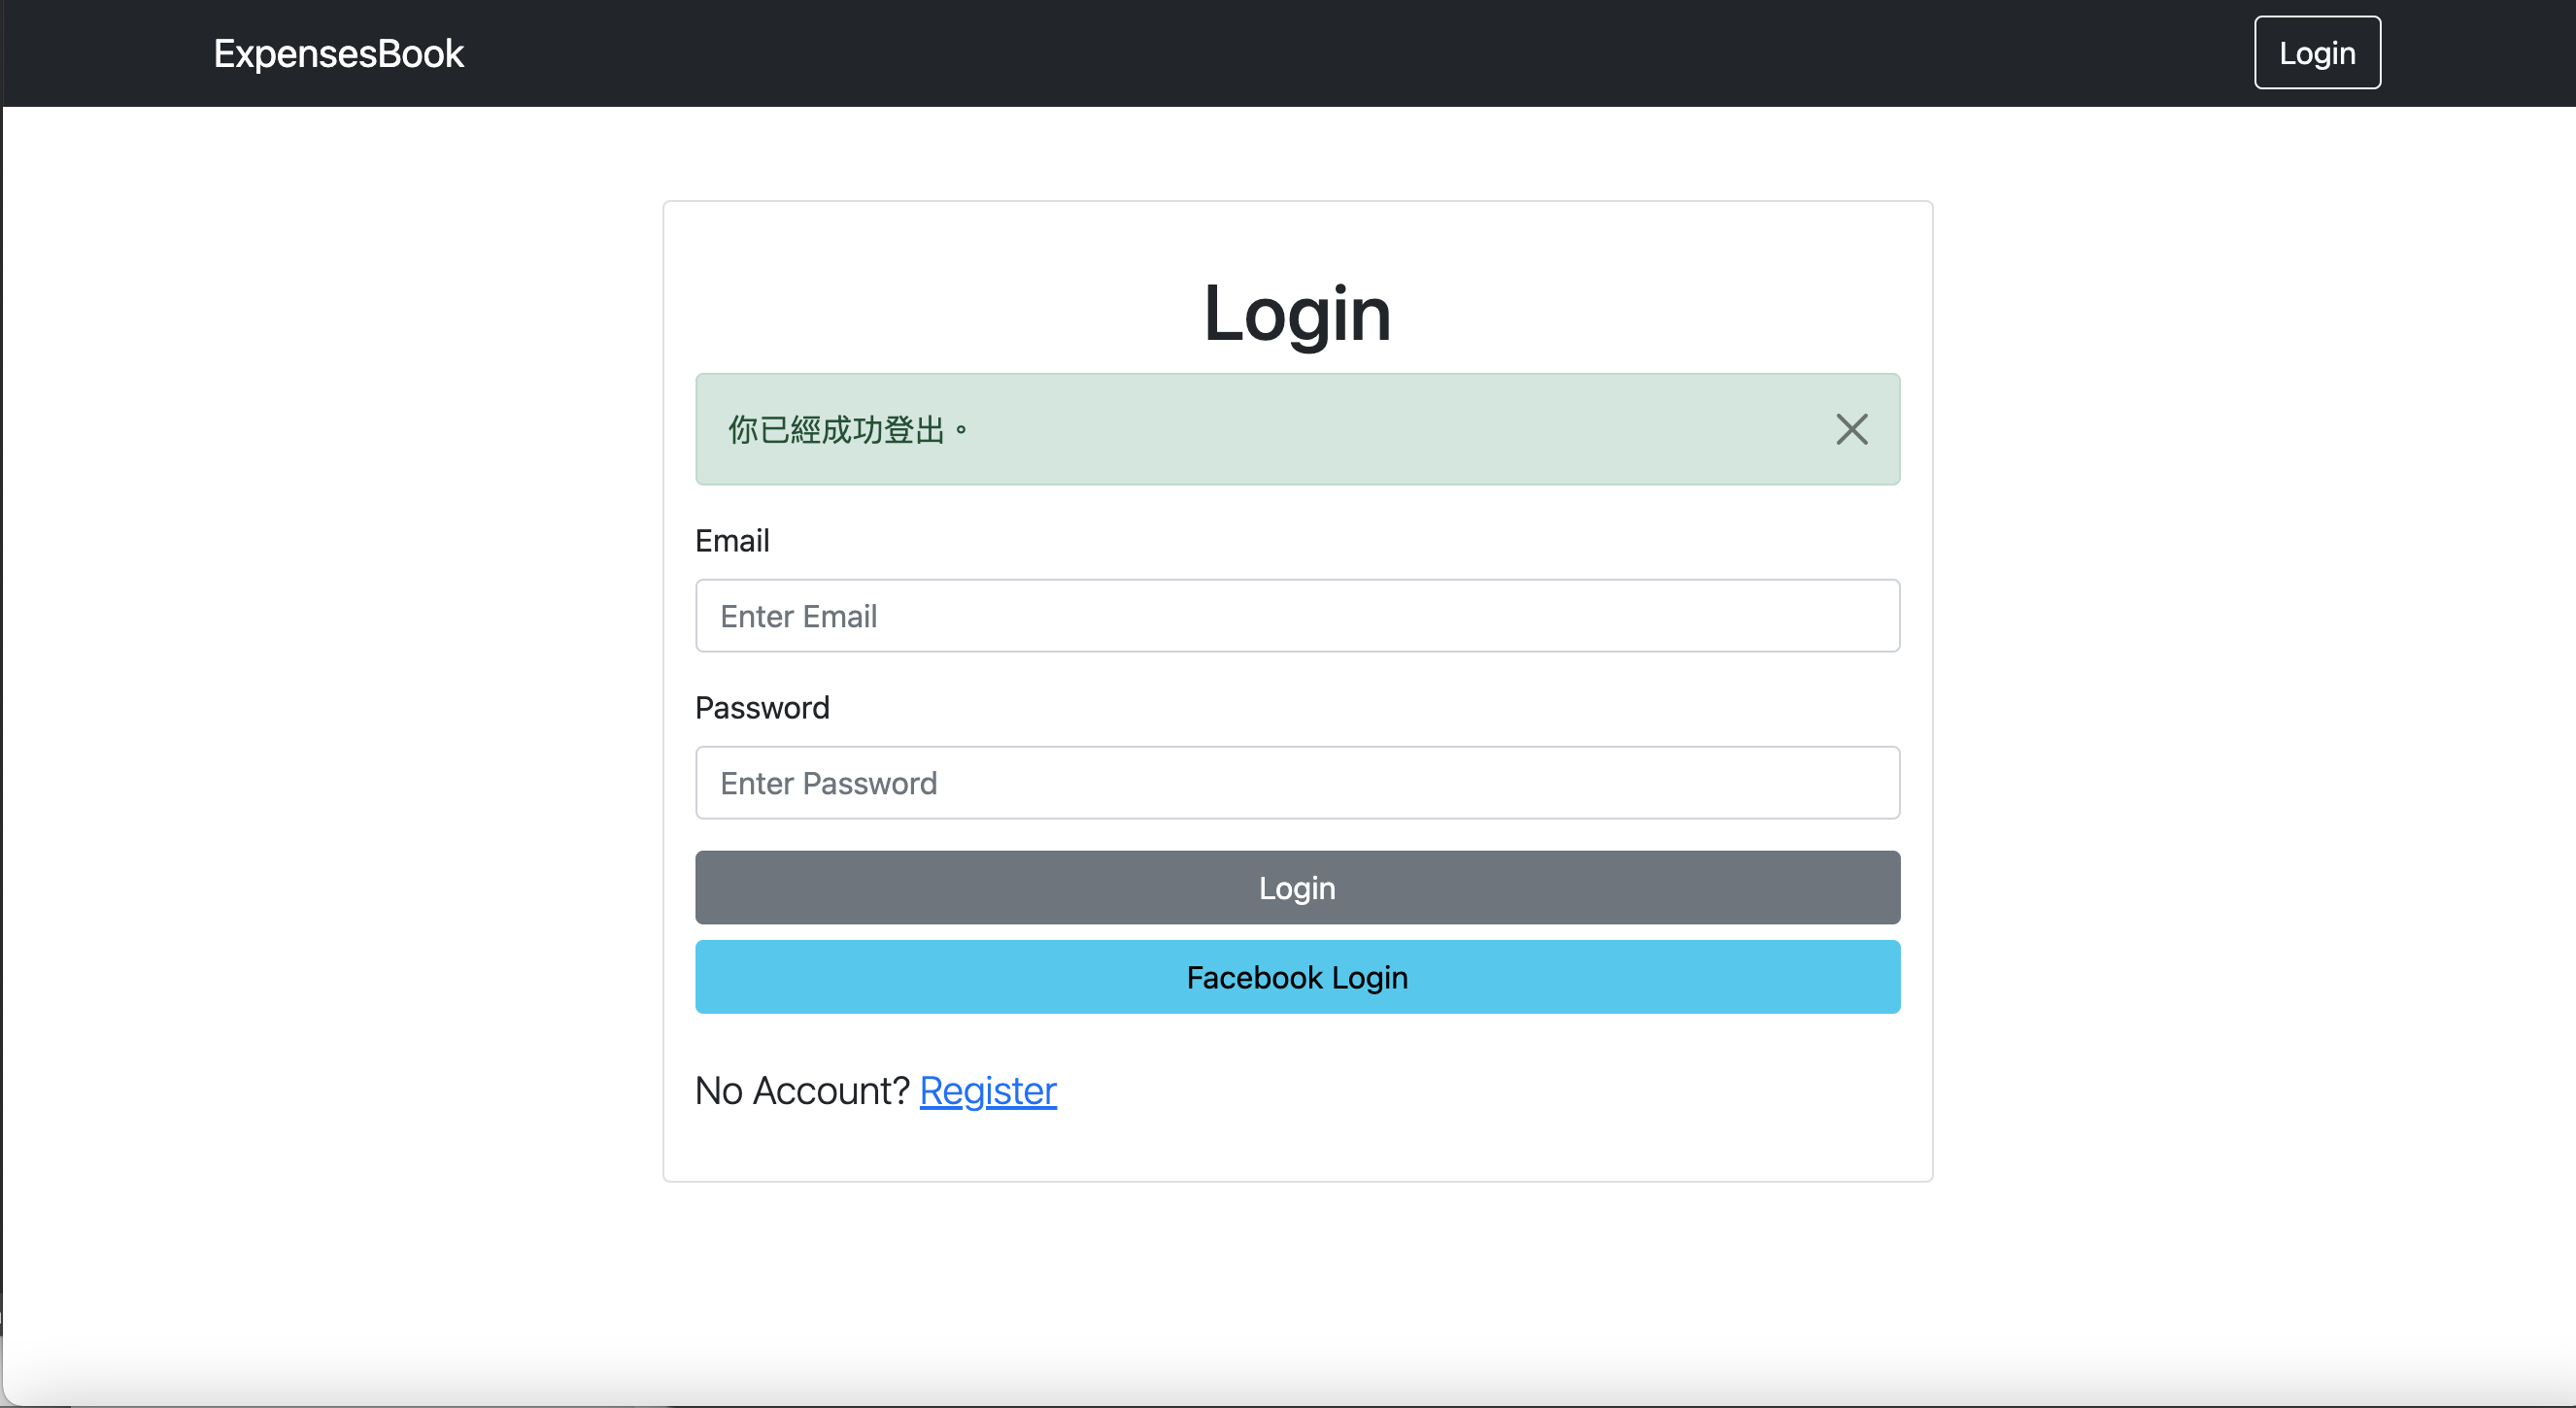 ExpensesBook
Login
Login
你已經成功登出。
Email
Enter Email
Password
Enter Password
Login
Facebook Login
No Account? Register